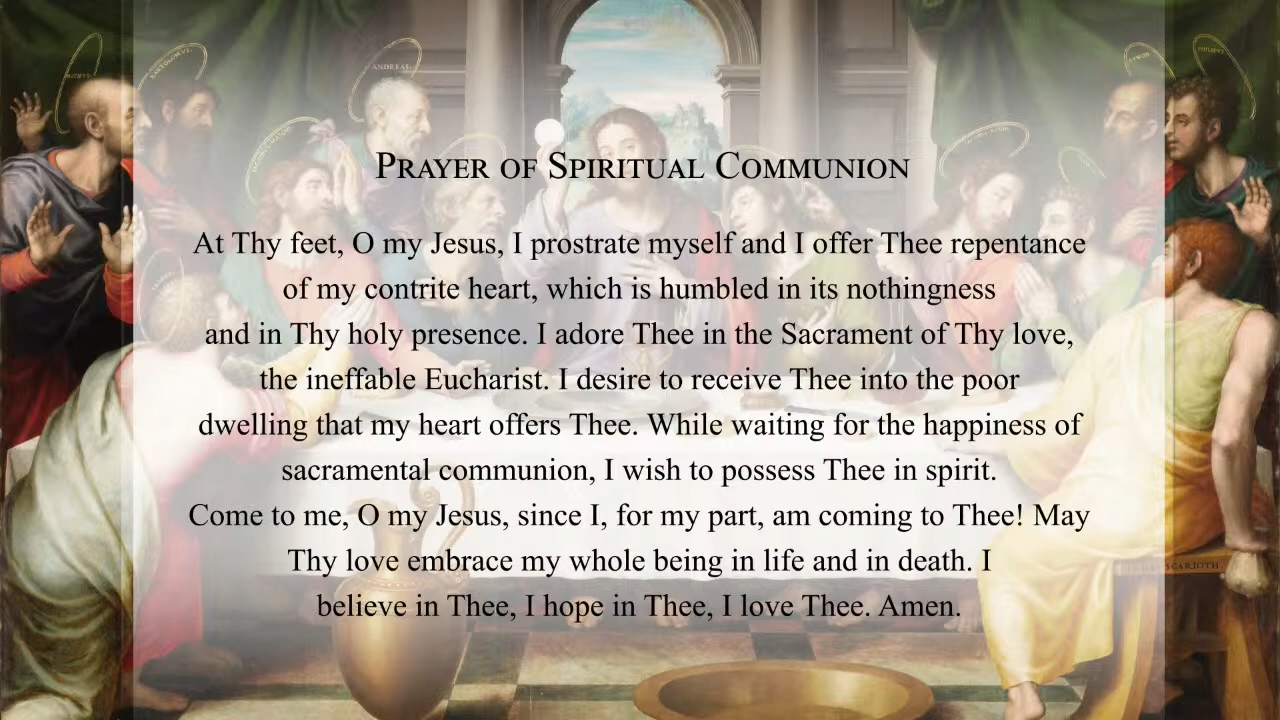 ANDREAS.
Prayer of Spiritual Communion
At Thy feet, O my Jesus, I prostrate myself and I offer Thee repentance
of my contrite heart, which is humbled in its nothingness
and in Thy holy presence. I adore Thee in the Sacrament of Thy love,
the ineffable Eucharist. I desire to receive Thee into the poor
dwelling that my heart offers Thee. While waiting for the happiness of
sacramental communion, I wish to possess Thee in spirit.
Come to me, O my Jesus, since I, for my part, am coming to Thee! May
Thy love embrace my whole being in life and in death. I
believe in Thee, I hope in Thee, I love Thee. Amen.